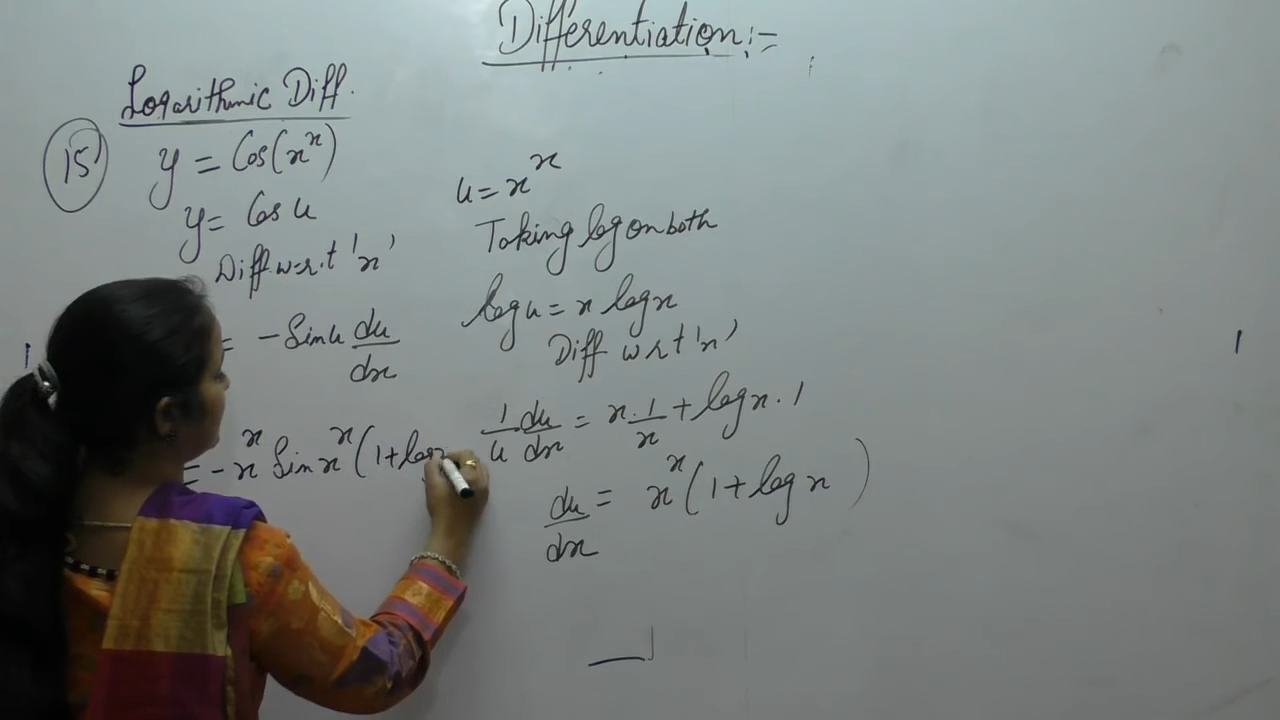 Differentiation:-
Logarithmic Diff.
15 y = Cos(x^x)
y = Cos u
Diff w.r.t 'x'
= -Sin u du/dx
= -x^x Sin x^x (1+log
u = x^x
Taking log on both
log u = x log x
Diff w r t 'x'
1/u du/dx = x . 1/x + log x . 1
du/dx = x^x (1 + log x )